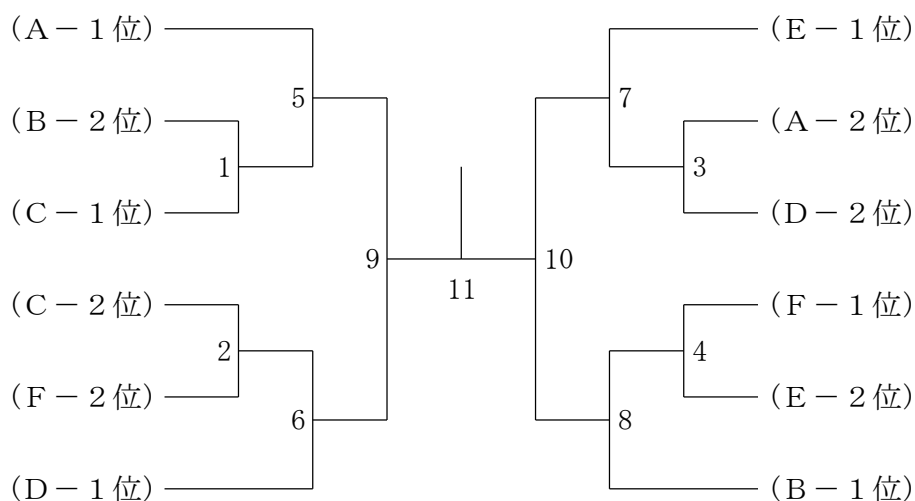 (A－1位)
(B－2位)
(C－1位)
(C－2位)
(F－2位)
(D－1位)
5
1
2
6
9
11
10
7
3
4
8
(E－1位)
(A－2位)
(D－2位)
(F－1位)
(E－2位)
(B－1位)